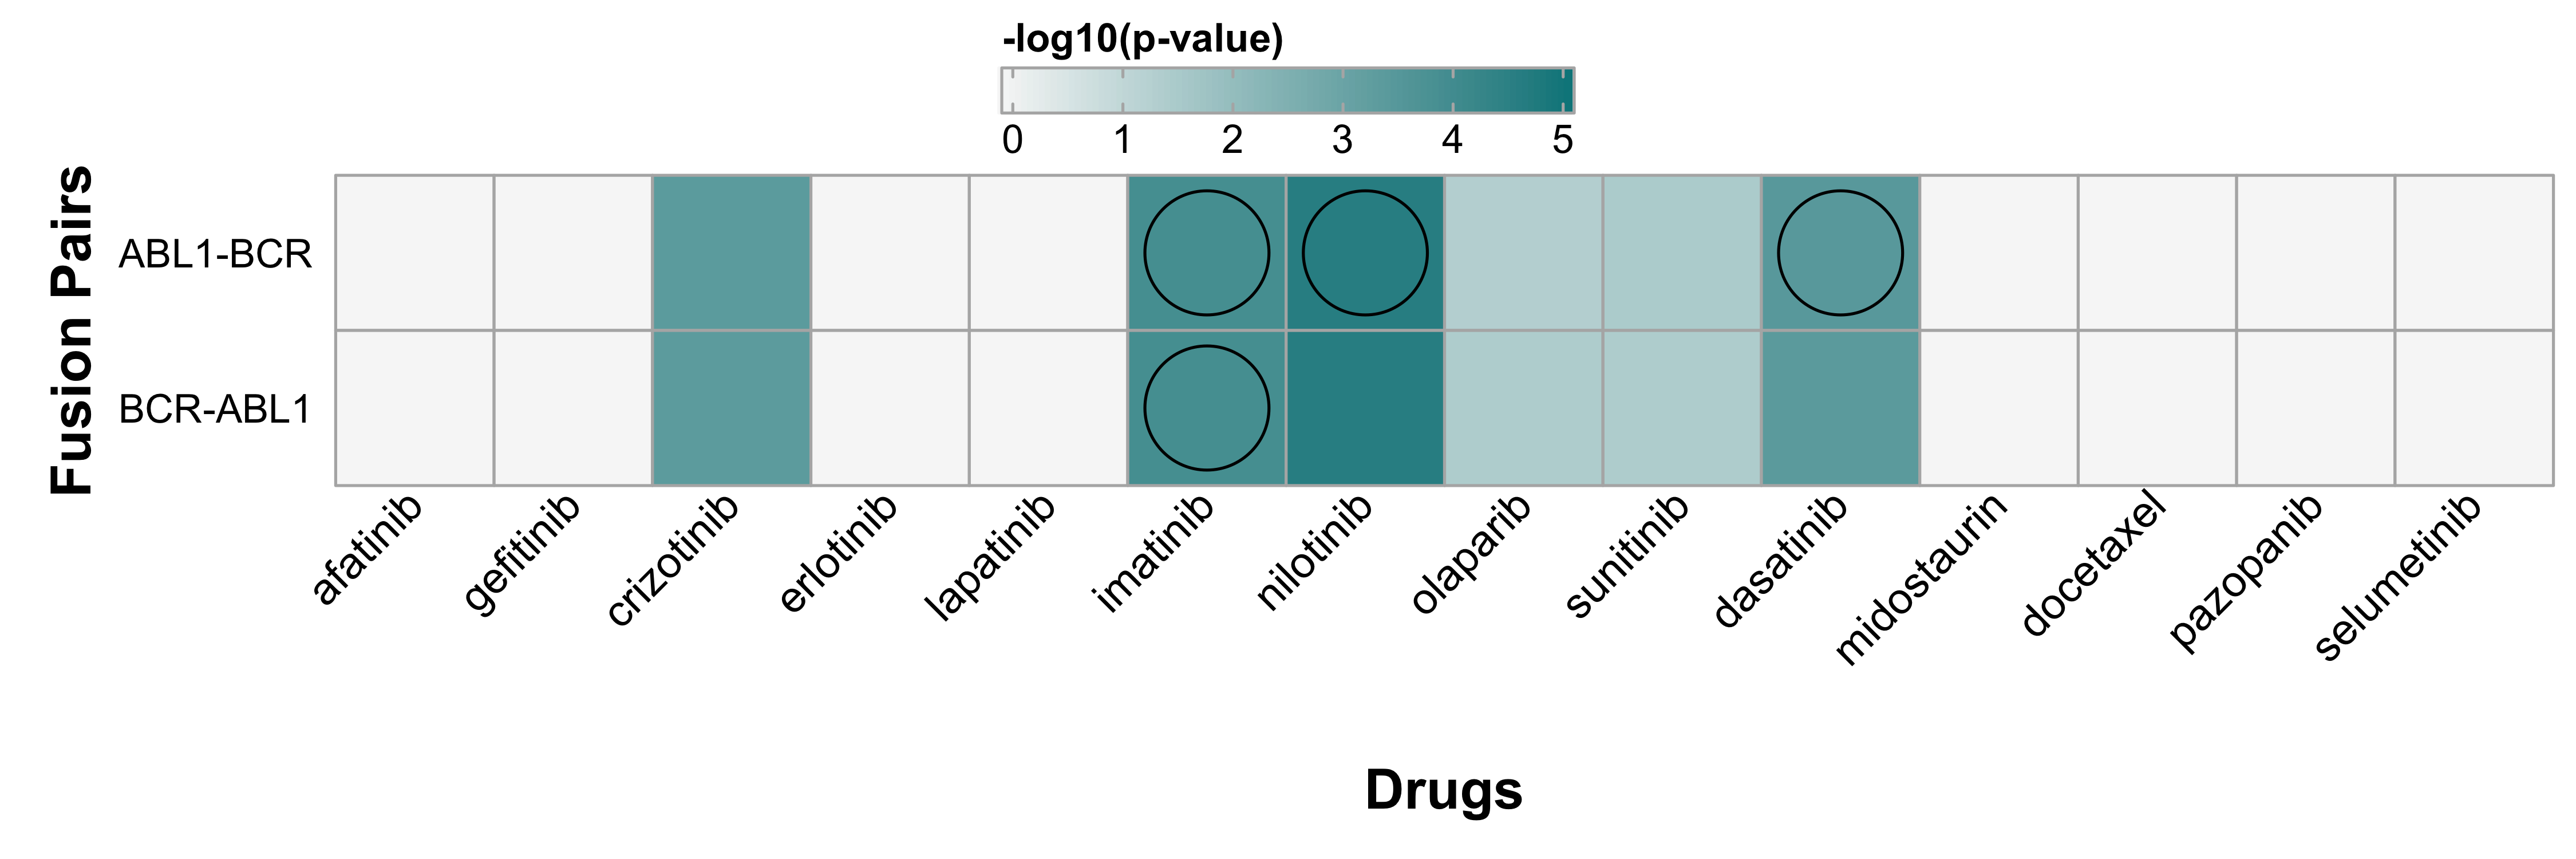 -log10(p-value)
0 1 2 3 4 5
Fusion Pairs
ABL1-BCR
BCR-ABL1
afatinib
gefitinib
crizotinib
erlotinib
lapatinib
imatinib
nilotinib
olaparib
sunitinib
dasatinib
midostaurin
docetaxel
pazopanib
selumetinib
Drugs